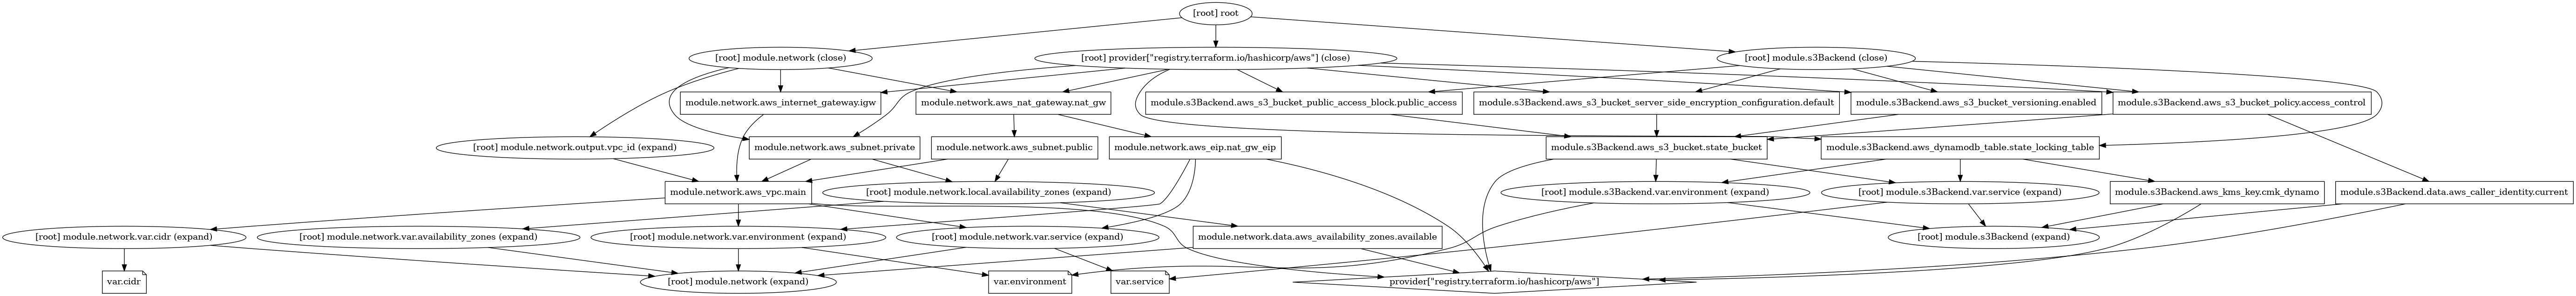 [root] root
[root] module.network (close)
[root] provider["registry.terraform.io/hashicorp/aws"] (close)
[root] module.s3Backend (close)
module.network.aws_internet_gateway.igw
module.network.aws_nat_gateway.nat_gw
module.s3Backend.aws_s3_bucket_public_access_block.public_access
module.s3Backend.aws_s3_bucket_server_side_encryption_configuration.default
module.s3Backend.aws_s3_bucket_versioning.enabled
module.s3Backend.aws_s3_bucket_policy.access_control
[root] module.network.output.vpc_id (expand)
module.network.aws_subnet.private
module.network.aws_subnet.public
module.network.aws_eip.nat_gw_eip
module.s3Backend.aws_s3_bucket.state_bucket
module.s3Backend.aws_dynamodb_table.state_locking_table
module.network.aws_vpc.main
[root] module.network.local.availability_zones (expand)
[root] module.s3Backend.var.environment (expand)
[root] module.s3Backend.var.service (expand)
module.s3Backend.aws_kms_key.cmk_dynamo
module.s3Backend.data.aws_caller_identity.current
[root] module.network.var.cidr (expand)
[root] module.network.var.availability_zones (expand)
[root] module.network.var.environment (expand)
[root] module.network.var.service (expand)
module.network.data.aws_availability_zones.available
[root] module.s3Backend (expand)
var.cidr
[root] module.network (expand)
var.environment
var.service
provider["registry.terraform.io/hashicorp/aws"]